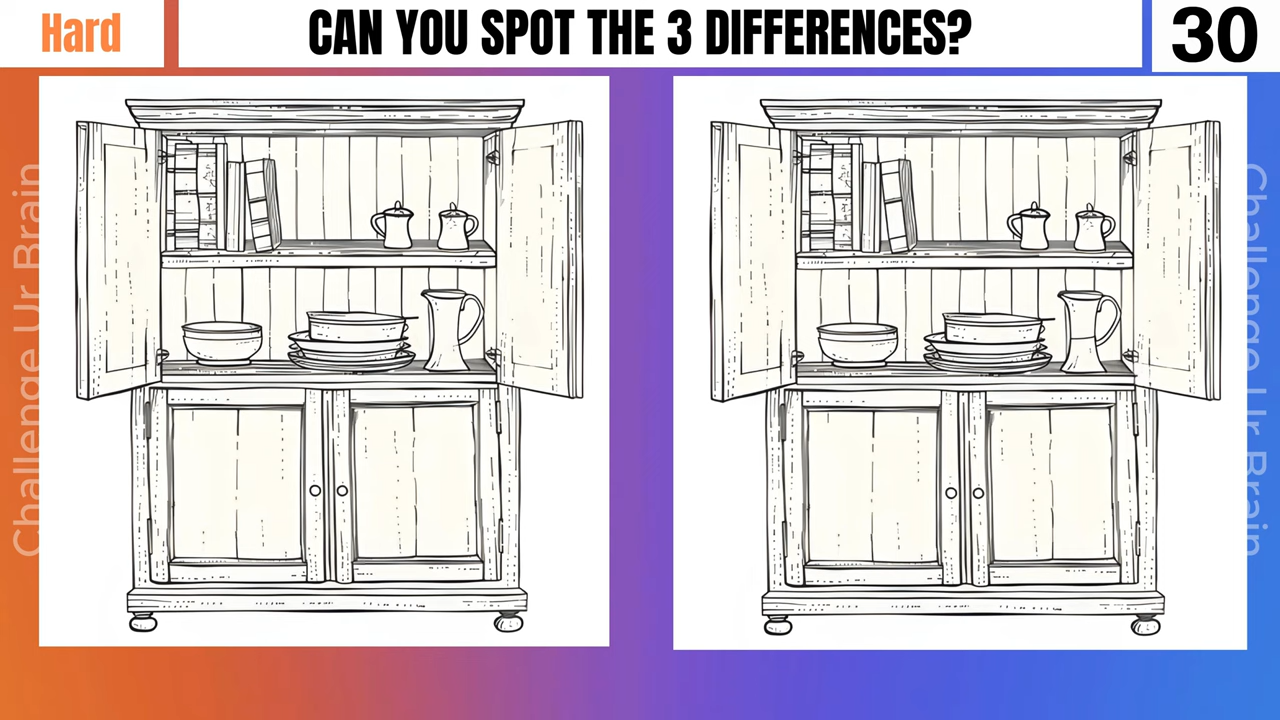 Hard
CAN YOU SPOT THE 3 DIFFERENCES?
30
Challenge Ur Brain
Challenge Ur Brain